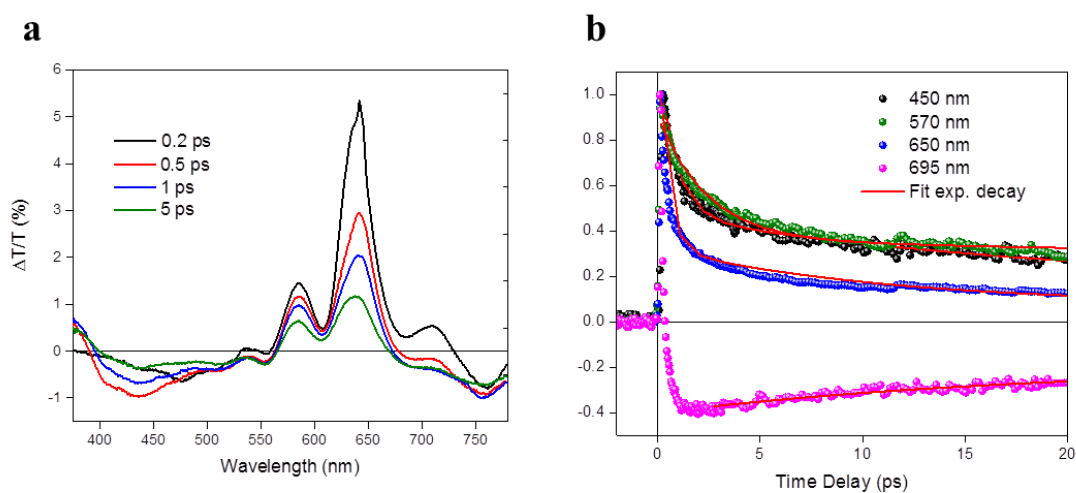 a
b
6
5
4
3
2
1
0
-1
ΔT/T (%)
0.2 ps
0.5 ps
1 ps
5 ps
400 450 500 550 600 650 700 750
Wavelength (nm)
1.0
0.8
0.6
0.4
0.2
0.0
-0.2
-0.4
450 nm
570 nm
650 nm
695 nm
Fit exp. decay
0 5 10 15 20
Time Delay (ps)